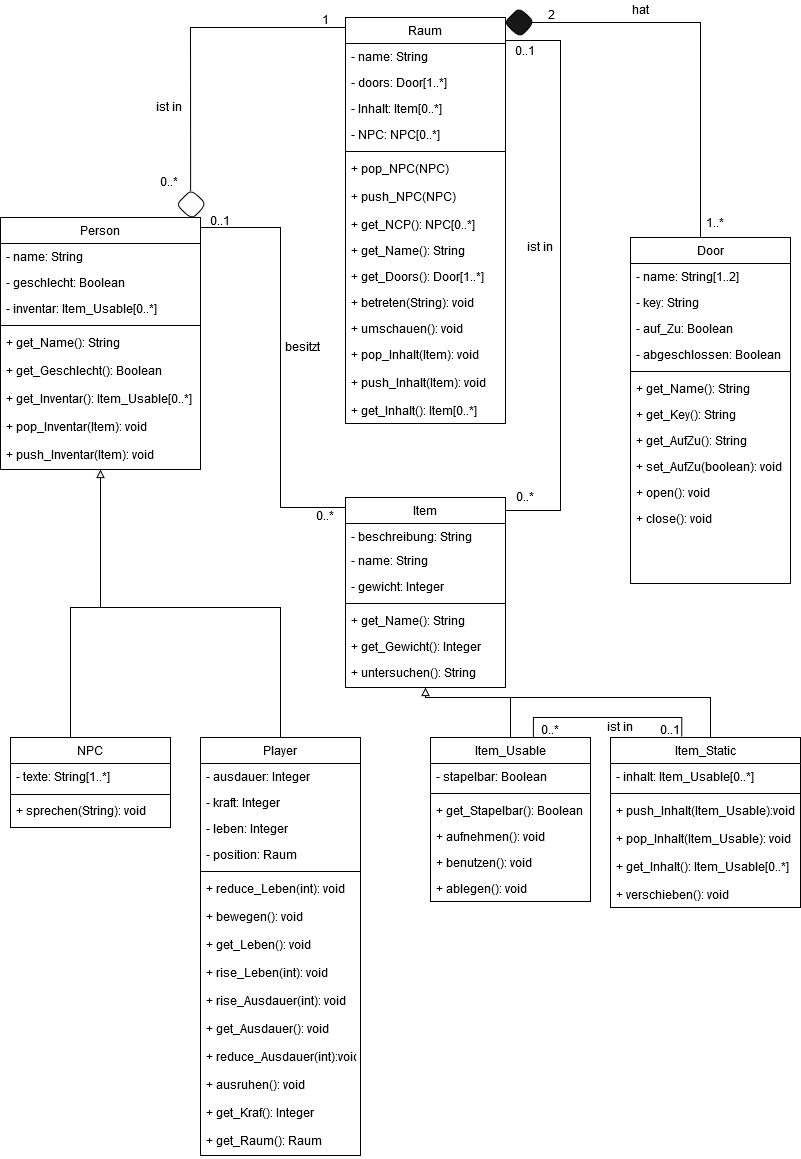 1
2
hat
Raum
0..1
- name: String
- doors: Door[1..*]
- Inhalt: Item[0..*]
- NPC: NPC[0..*]
+ pop_NPC(NPC)
+ push_NPC(NPC)
+ get_NCP(): NPC[0..*]
+ get_Name(): String
+ get_Doors(): Door[1..*]
+ betreten(String): void
+ umschauen(): void
+ pop_Inhalt(Item): void
+ push_Inhalt(Item): void
+ get_Inhalt(): Item[0..*]
ist in
0..*
0..1
Person
- name: String
- geschlecht: Boolean
- inventar: Item_Usable[0..*]
+ get_Name(): String
+ get_Geschlecht(): Boolean
+ get_Inventar(): Item_Usable[0..*]
+ pop_Inventar(Item): void
+ push_Inventar(Item): void
besitzt
ist in
1..*
Door
- name: String[1..2]
- key: String
- auf_Zu: Boolean
- abgeschlossen: Boolean
+ get_Name(): String
+ get_Key(): String
+ get_AufZu(): String
+ set_AufZu(boolean): void
+ open(): void
+ close(): void
0..*
0..*
Item
- beschreibung: String
- name: String
- gewicht: Integer
+ get_Name(): String
+ get_Gewicht(): Integer
+ untersuchen(): String
NPC
- texte: String[1..*]
+ sprechen(String): void
Player
- ausdauer: Integer
- kraft: Integer
- leben: Integer
- position: Raum
+ reduce_Leben(int): void
+ bewegen(): void
+ get_Leben(): void
+ rise_Leben(int): void
+ rise_Ausdauer(int): void
+ get_Ausdauer(): void
+ reduce_Ausdauer(int):void
+ ausruhen(): void
+ get_Kraf(): Integer
+ get_Raum(): Raum
0..*
ist in
0..1
Item_Usable
- stapelbar: Boolean
+ get_Stapelbar(): Boolean
+ aufnehmen(): void
+ benutzen(): void
+ ablegen(): void
Item_Static
- inhalt: Item_Usable[0..*]
+ push_Inhalt(Item_Usable):void
+ pop_Inhalt(Item_Usable): void
+ get_Inhalt(): Item_Usable[0..*]
+ verschieben(): void